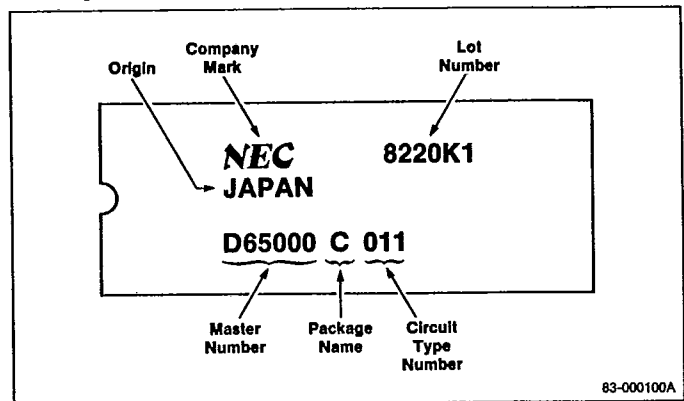 Company
Mark
Lot
Number
Origin
NEC
8220K1
JAPAN
D65000 C 011
Master
Number
Package
Name
Circuit
Type
Number
83-000100A